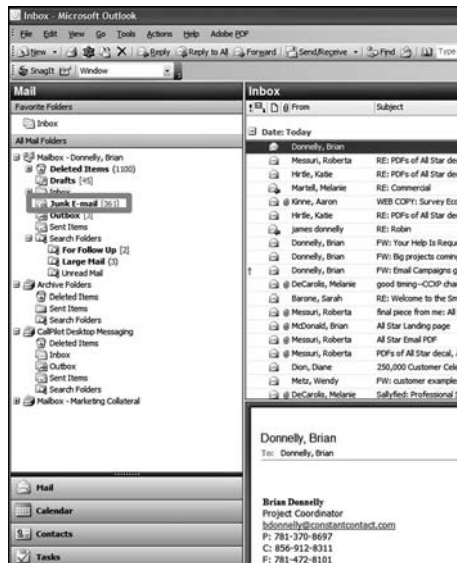 Inbox - Microsoft Outlook
File Edit View Go Tools Actions Help Adobe PDF
New Reply Reply to All Forward Send/Receive Find Type
SnagIt Window
Mail
Favorite Folders
Inbox
All Mail Folders
Mailbox - Donnelly, Brian
Deleted Items (1100)
Drafts [45]
Inbox
Junk E-mail [361]
Outbox [3]
Sent Items
Search Folders
For Follow Up [2]
Large Mail (3)
Unread Mail
Archive Folders
Deleted Items
Sent Items
Search Folders
CallPilot Desktop Messaging
Deleted Items
Inbox
Outbox
Sent Items
Search Folders
Mailbox - Marketing Collateral
Mail
Calendar
Contacts
Tasks
Inbox
From Subject
Date: Today
Donnelly, Brian
Messuri, Roberta RE: PDFs of All Star dec
Hirtle, Katie RE: PDFs of All Star dec
Martell, Melanie RE: Commercial
Kinne, Aaron WEB COPY: Survey Eco
Hirtle, Katie RE: PDFs of All Star dec
james donnelly RE: Robin
Donnelly, Brian FW: Your Help Is Reque
Donnelly, Brian FW: Big projects coming
Donnelly, Brian FW: Email Campaigns g
DeCarolis, Melanie good timing--CCXP char
Barone, Sarah RE: Welcome to the Sm
Messuri, Roberta final piece from me: All
McDonald, Brian All Star Landing page
Messuri, Roberta All Star Email PDF
Messuri, Roberta PDFs of All Star decal,
Dion, Diane 250,000 Customer Cele
Metz, Wendy FW: customer example
DeCarolis, Melanie Sallyfied: Professional
Donnelly, Brian
To: Donnelly, Brian
Brian Donnelly
Project Coordinator
bdonnelly@constantcontact.com
P: 781-370-8697
C: 856-912-8311
F: 781-472-8101